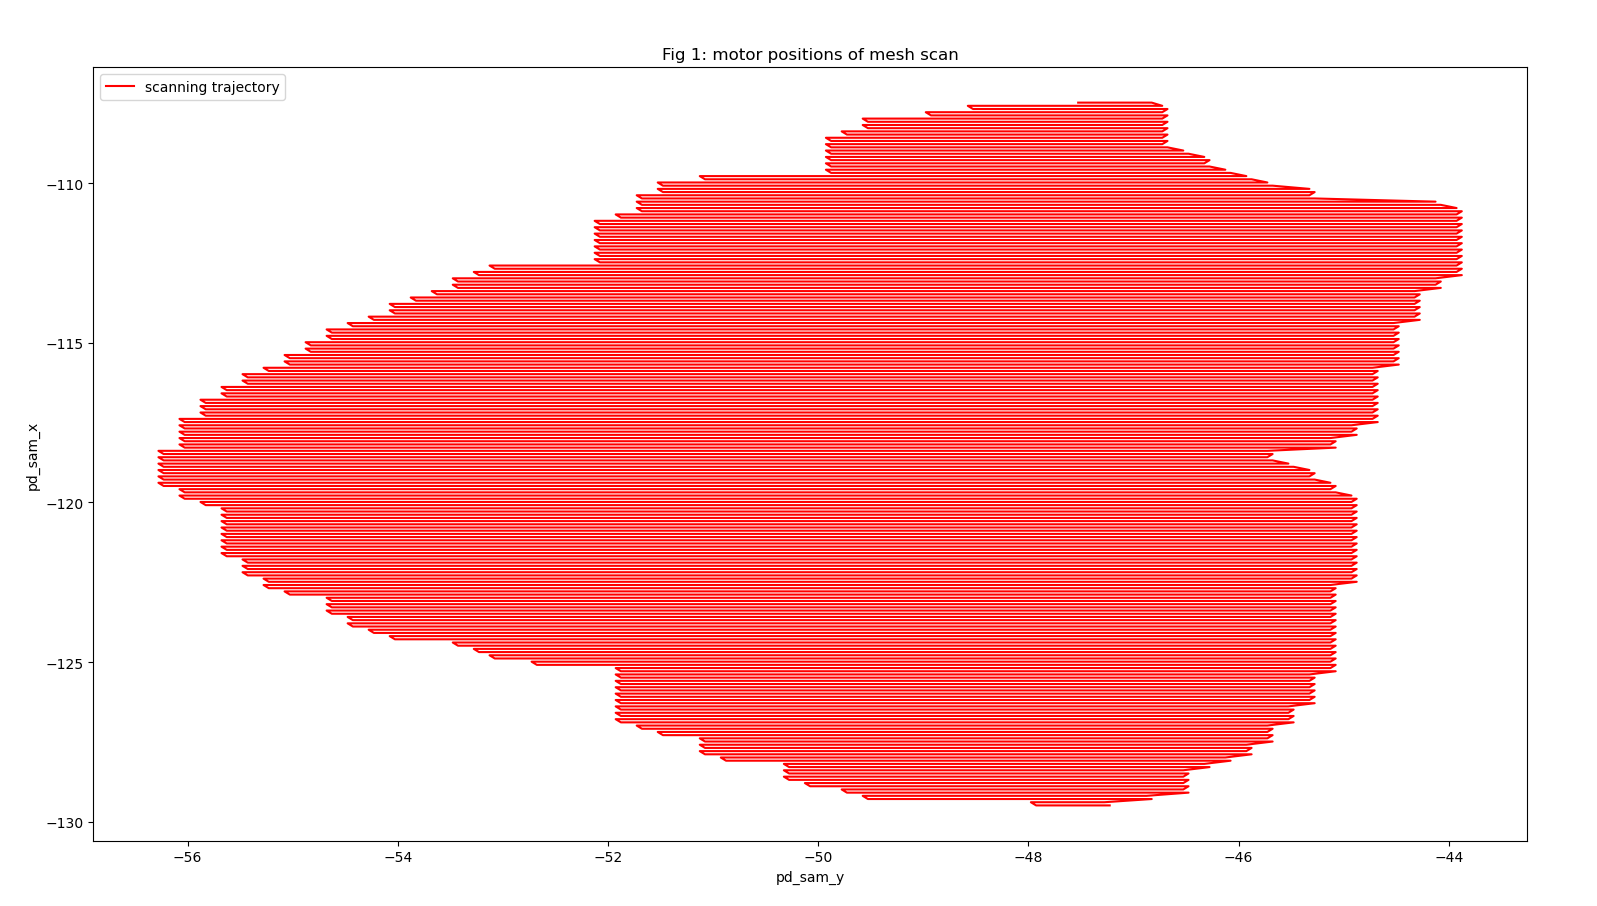 Fig 1: motor positions of mesh scan
scanning trajectory
−110
−115
−120
−125
−130
pd_sam_x
−56 −54 −52 −50 −48 −46 −44
pd_sam_y